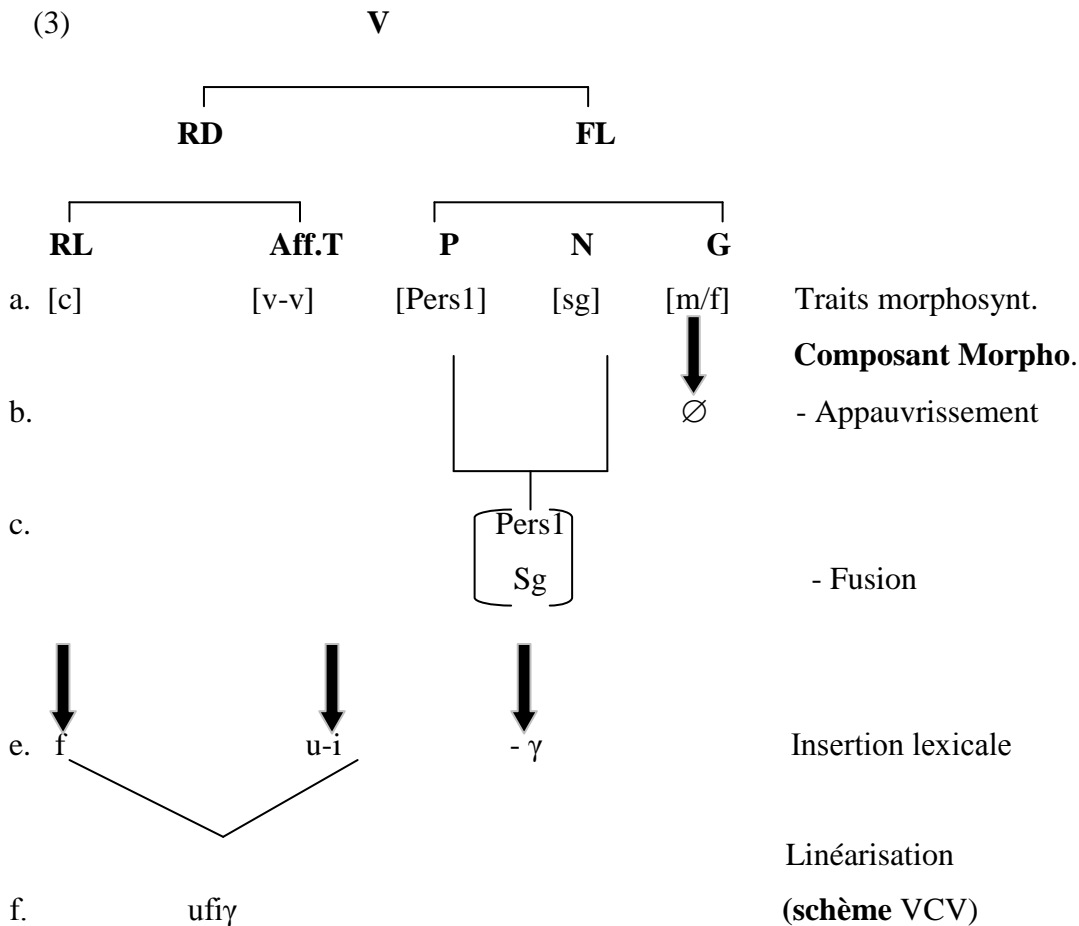 (3) V
RD FL
RL Aff.T P N G
a. [c] [v-v] [Pers1] [sg] [m/f] Traits morphosynt.
Composant Morpho.
b. ∅ - Appauvrissement
c. Pers1
Sg - Fusion
e. f u-i - γ Insertion lexicale
Linéarisation
f. ufiγ (schème VCV)